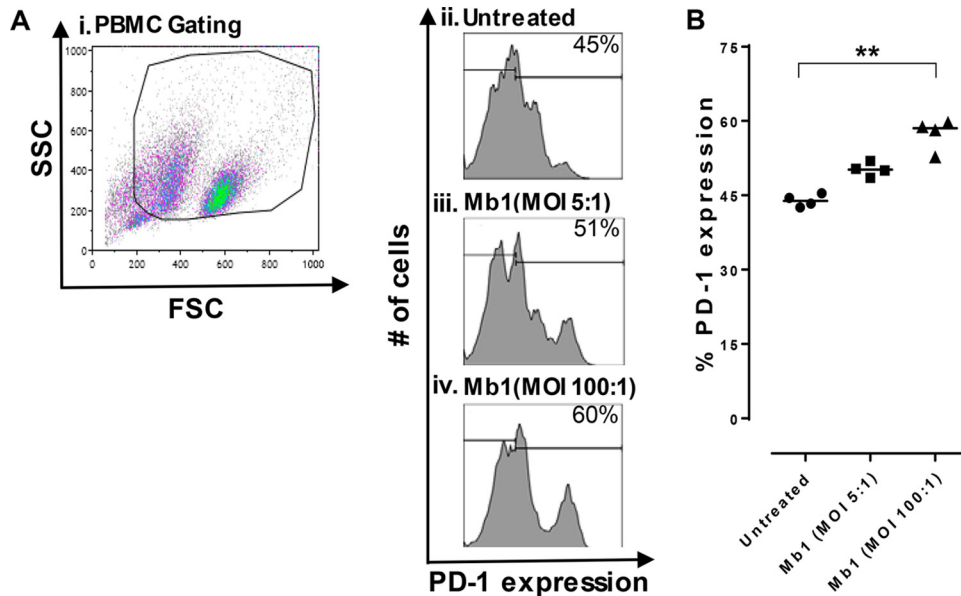 A
i. PBMC Gating
SSC
1000
800
600
400
200
0
0 200 400 600 800 1000
FSC
# of cells
ii. Untreated
45%
iii. Mb1(MOI 5:1)
51%
iv. Mb1(MOI 100:1)
60%
PD-1 expression
B
**
% PD-1 expression
75
60
45
30
15
0
Untreated
Mb1 (MOI 5:1)
Mb1 (MOI 100:1)